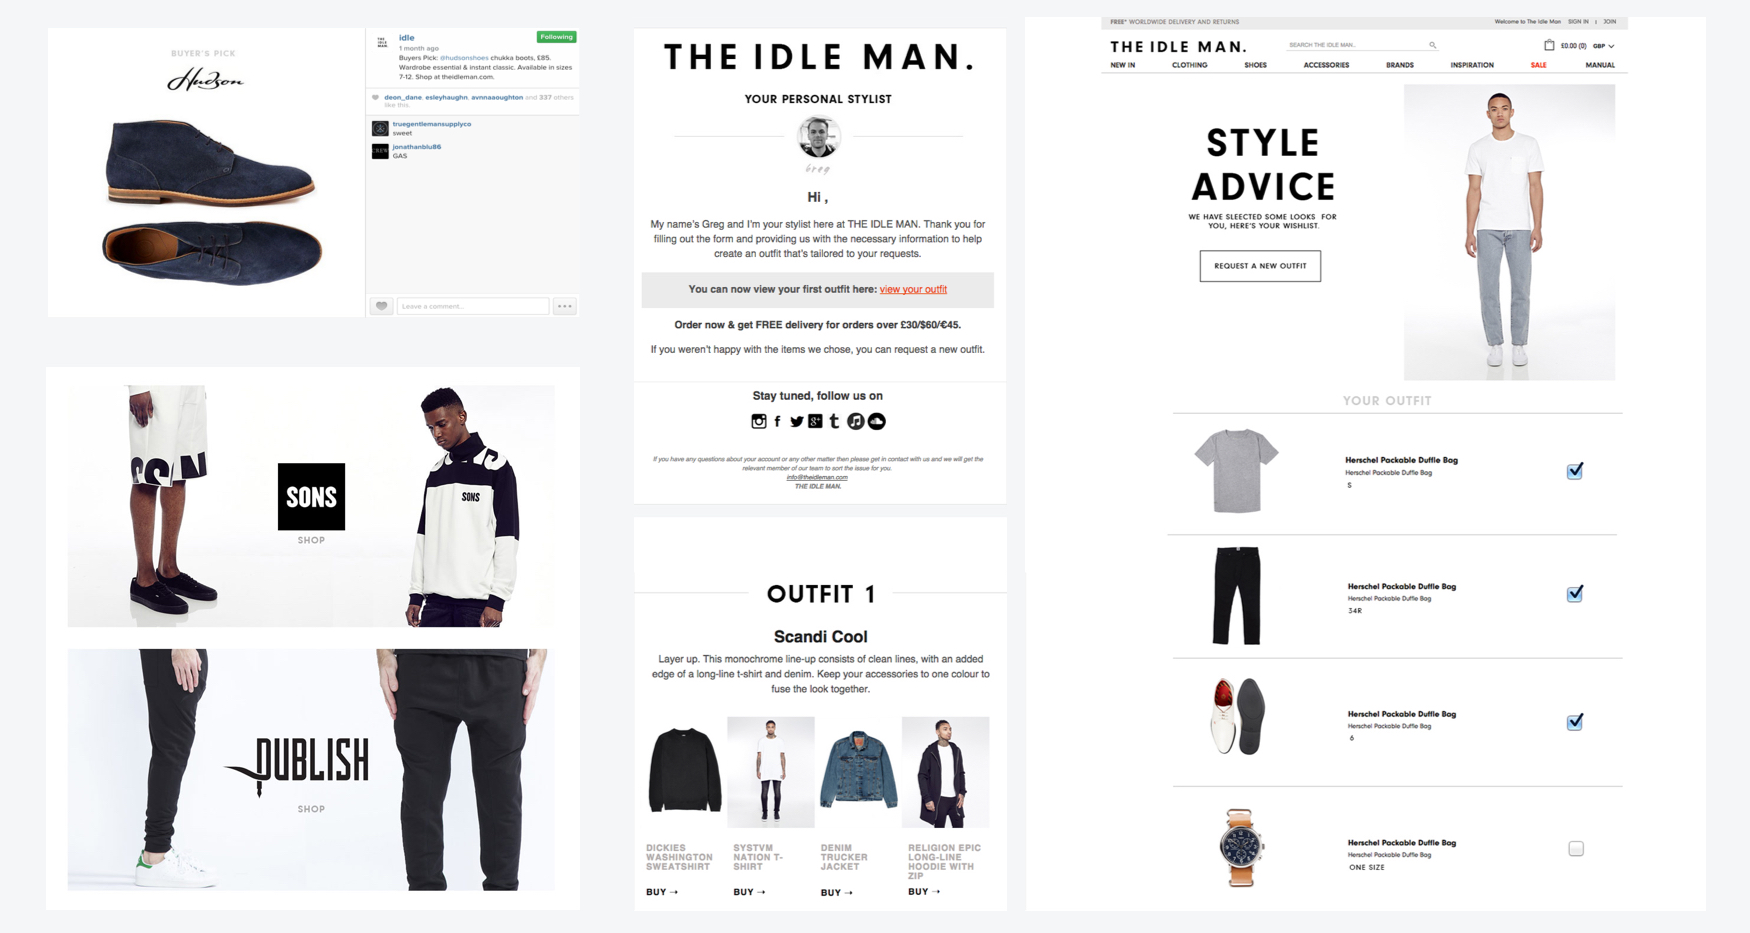 BUYER'S PICK
Hudson
THE
IDLE
MAN.
idle
Following
1 month ago
Buyers Pick: @hudsonshoes chukka boots, £85.
Wardrobe essential & instant classic. Available in sizes
7-12. Shop at theidleman.com.
deon_dane, esleyhaughn, avnnaaoughton and 337 others
like this.
truegentlemansupplyco
sweet
CREW
jonathanblu86
GAS
Leave a comment...
SONS
SONS
SHOP
PUBLISH
SHOP
THE IDLE MAN.
YOUR PERSONAL STYLIST
Greg
Hi ,
My name's Greg and I'm your stylist here at THE IDLE MAN. Thank you for
filling out the form and providing us with the necessary information to help
create an outfit that's tailored to your requests.
You can now view your first outfit here: view your outfit
Order now & get FREE delivery for orders over £30/$60/€45.
If you weren't happy with the items we chose, you can request a new outfit.
Stay tuned, follow us on
If you have any questions about your account or any other matter then please get in contact with us and we will get the
relevant member of our team to sort the issue for you.
info@theidleman.com
THE IDLE MAN.
OUTFIT 1
Scandi Cool
Layer up. This monochrome line-up consists of clean lines, with an added
edge of a long-line t-shirt and denim. Keep your accessories to one colour to
fuse the look together.
DICKIES
WASHINGTON
SWEATSHIRT
BUY →
SYSTVM
NATION T-
SHIRT
BUY →
DENIM
TRUCKER
JACKET
BUY →
RELIGION EPIC
LONG-LINE
HOODIE WITH
ZIP
BUY →
FREE* WORLDWIDE DELIVERY AND RETURNS
Welcome to The Idle Man SIGN IN | JOIN
THE IDLE MAN.
SEARCH THE IDLE MAN...
£0.00 (0) GBP
NEW IN CLOTHING SHOES ACCESSORIES BRANDS INSPIRATION SALE MANUAL
STYLE
ADVICE
WE HAVE SLEECTED SOME LOOKS FOR
YOU, HERE'S YOUR WISHLIST.
REQUEST A NEW OUTFIT
YOUR OUTFIT
Herschel Packable Duffle Bag
Herschel Packable Duffle Bag
S
Herschel Packable Duffle Bag
Herschel Packable Duffle Bag
34R
Herschel Packable Duffle Bag
Herschel Packable Duffle Bag
6
Herschel Packable Duffle Bag
Herschel Packable Duffle Bag
ONE SIZE